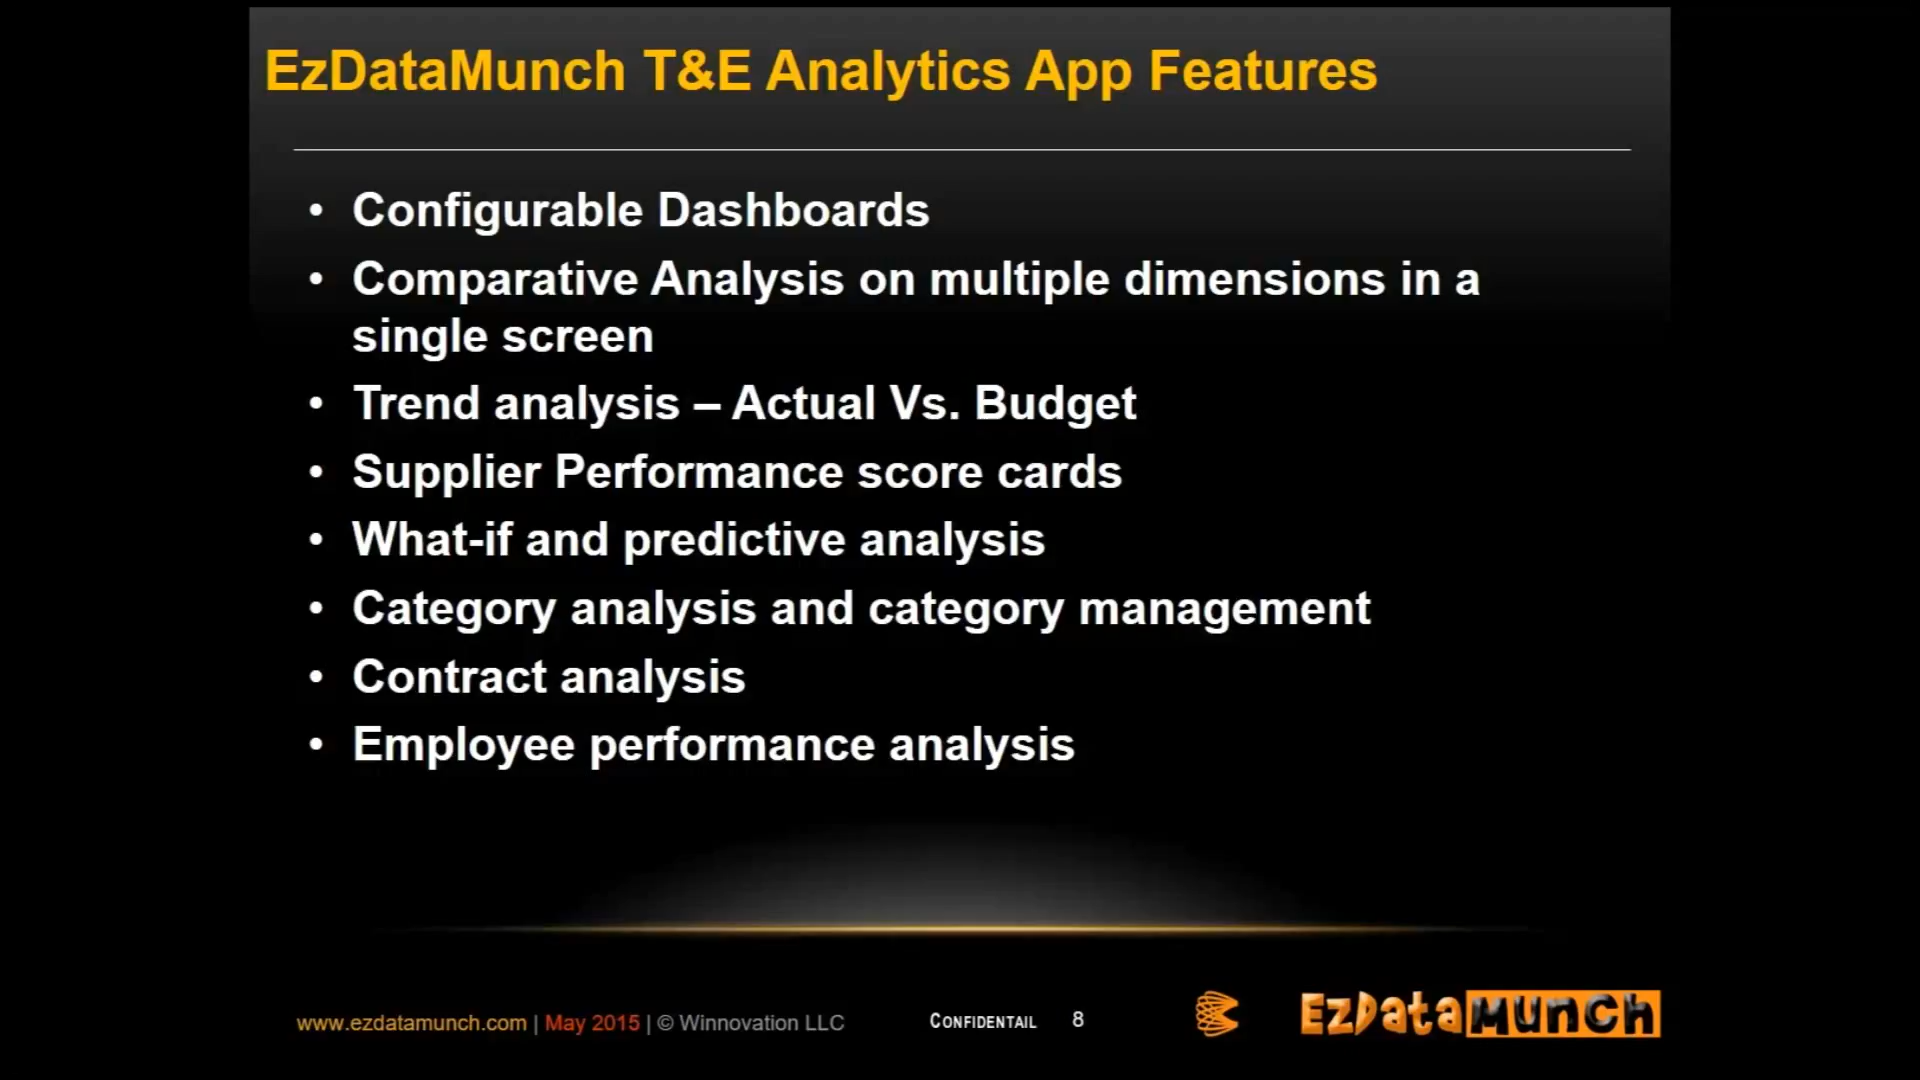 EzDataMunch T&E Analytics App Features
• Configurable Dashboards
• Comparative Analysis on multiple dimensions in a
single screen
• Trend analysis – Actual Vs. Budget
• Supplier Performance score cards
• What-if and predictive analysis
• Category analysis and category management
• Contract analysis
• Employee performance analysis
www.ezdatamunch.com | May 2015 | © Winnovation LLC
CONFIDENTAIL 8
EzDataMunch